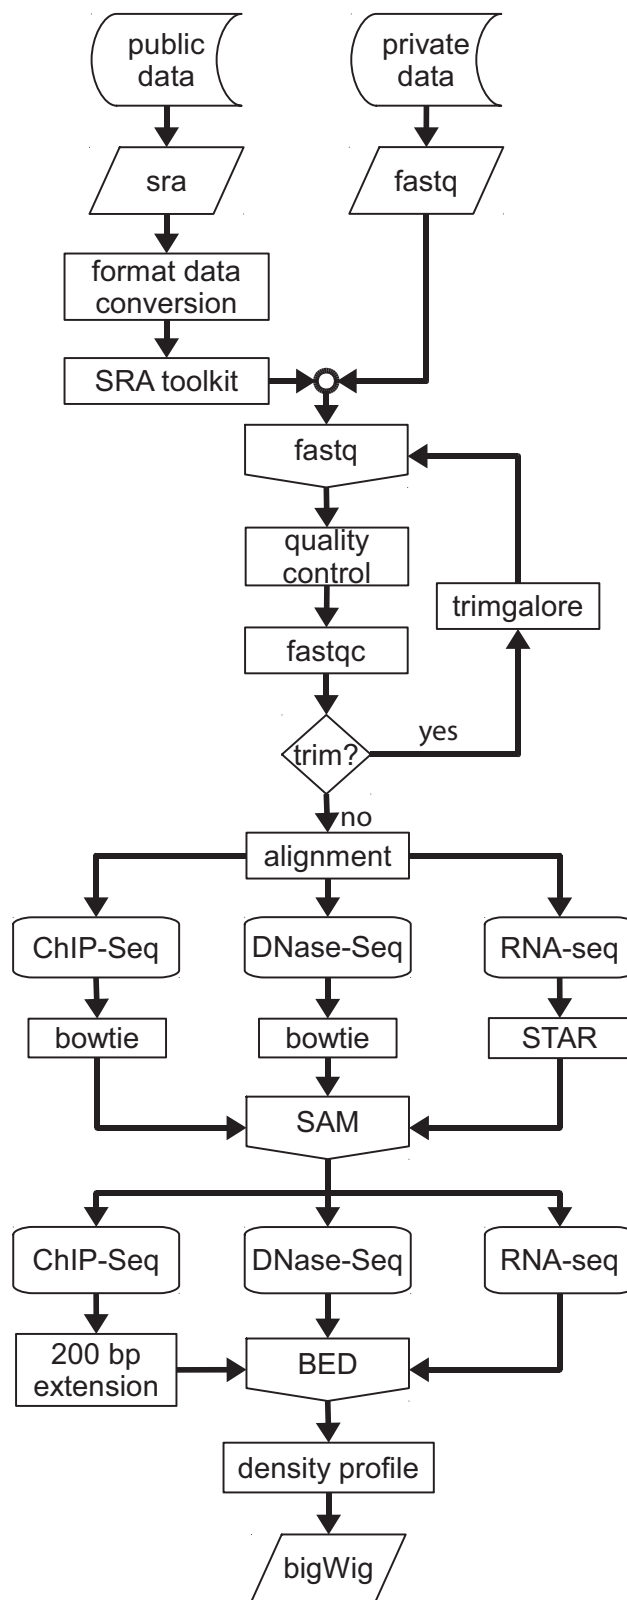 public
data
private
data
sra
fastq
format data
conversion
SRA toolkit
fastq
quality
control
trimgalore
fastqc
trim?
yes
no
alignment
ChIP-Seq
DNase-Seq
RNA-seq
bowtie
bowtie
STAR
SAM
ChIP-Seq
DNase-Seq
RNA-seq
200 bp
extension
BED
density profile
bigWig